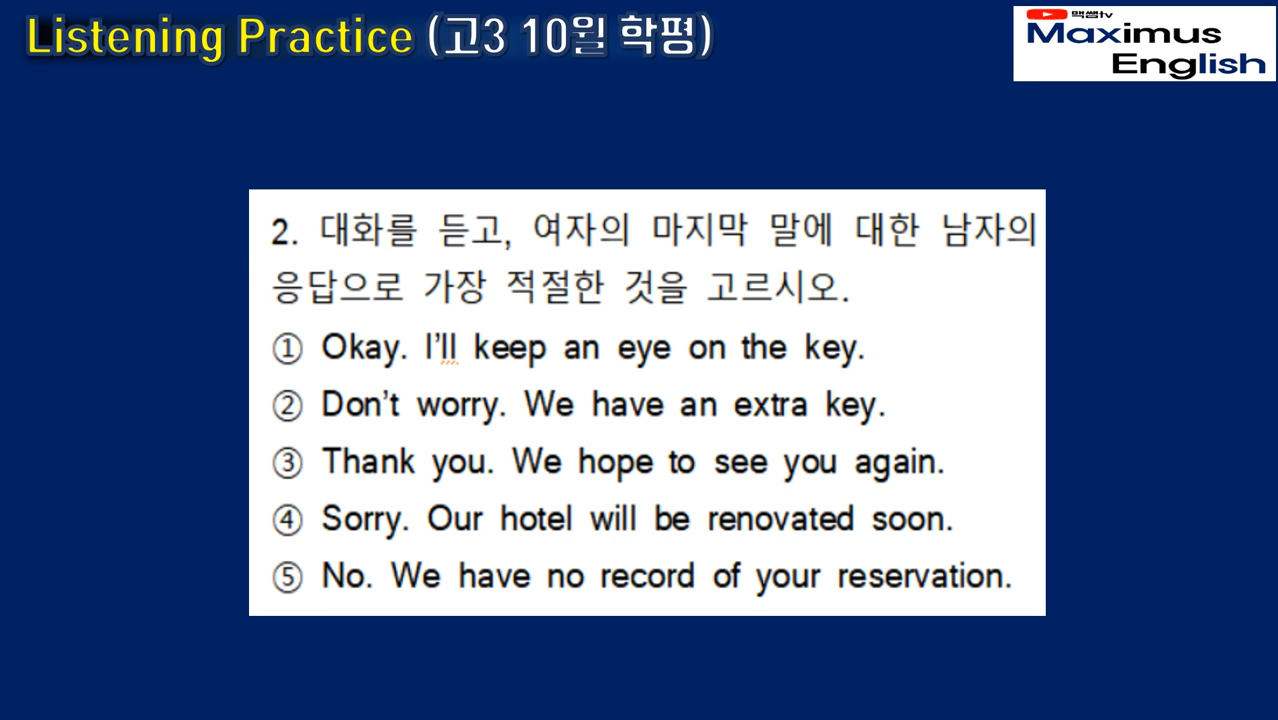 Listening Practice (고3 10월 학평)
맥쌤tv
Maximus
English
2. 대화를 듣고, 여자의 마지막 말에 대한 남자의
응답으로 가장 적절한 것을 고르시오.
① Okay. I’ll keep an eye on the key.
② Don’t worry. We have an extra key.
③ Thank you. We hope to see you again.
④ Sorry. Our hotel will be renovated soon.
⑤ No. We have no record of your reservation.